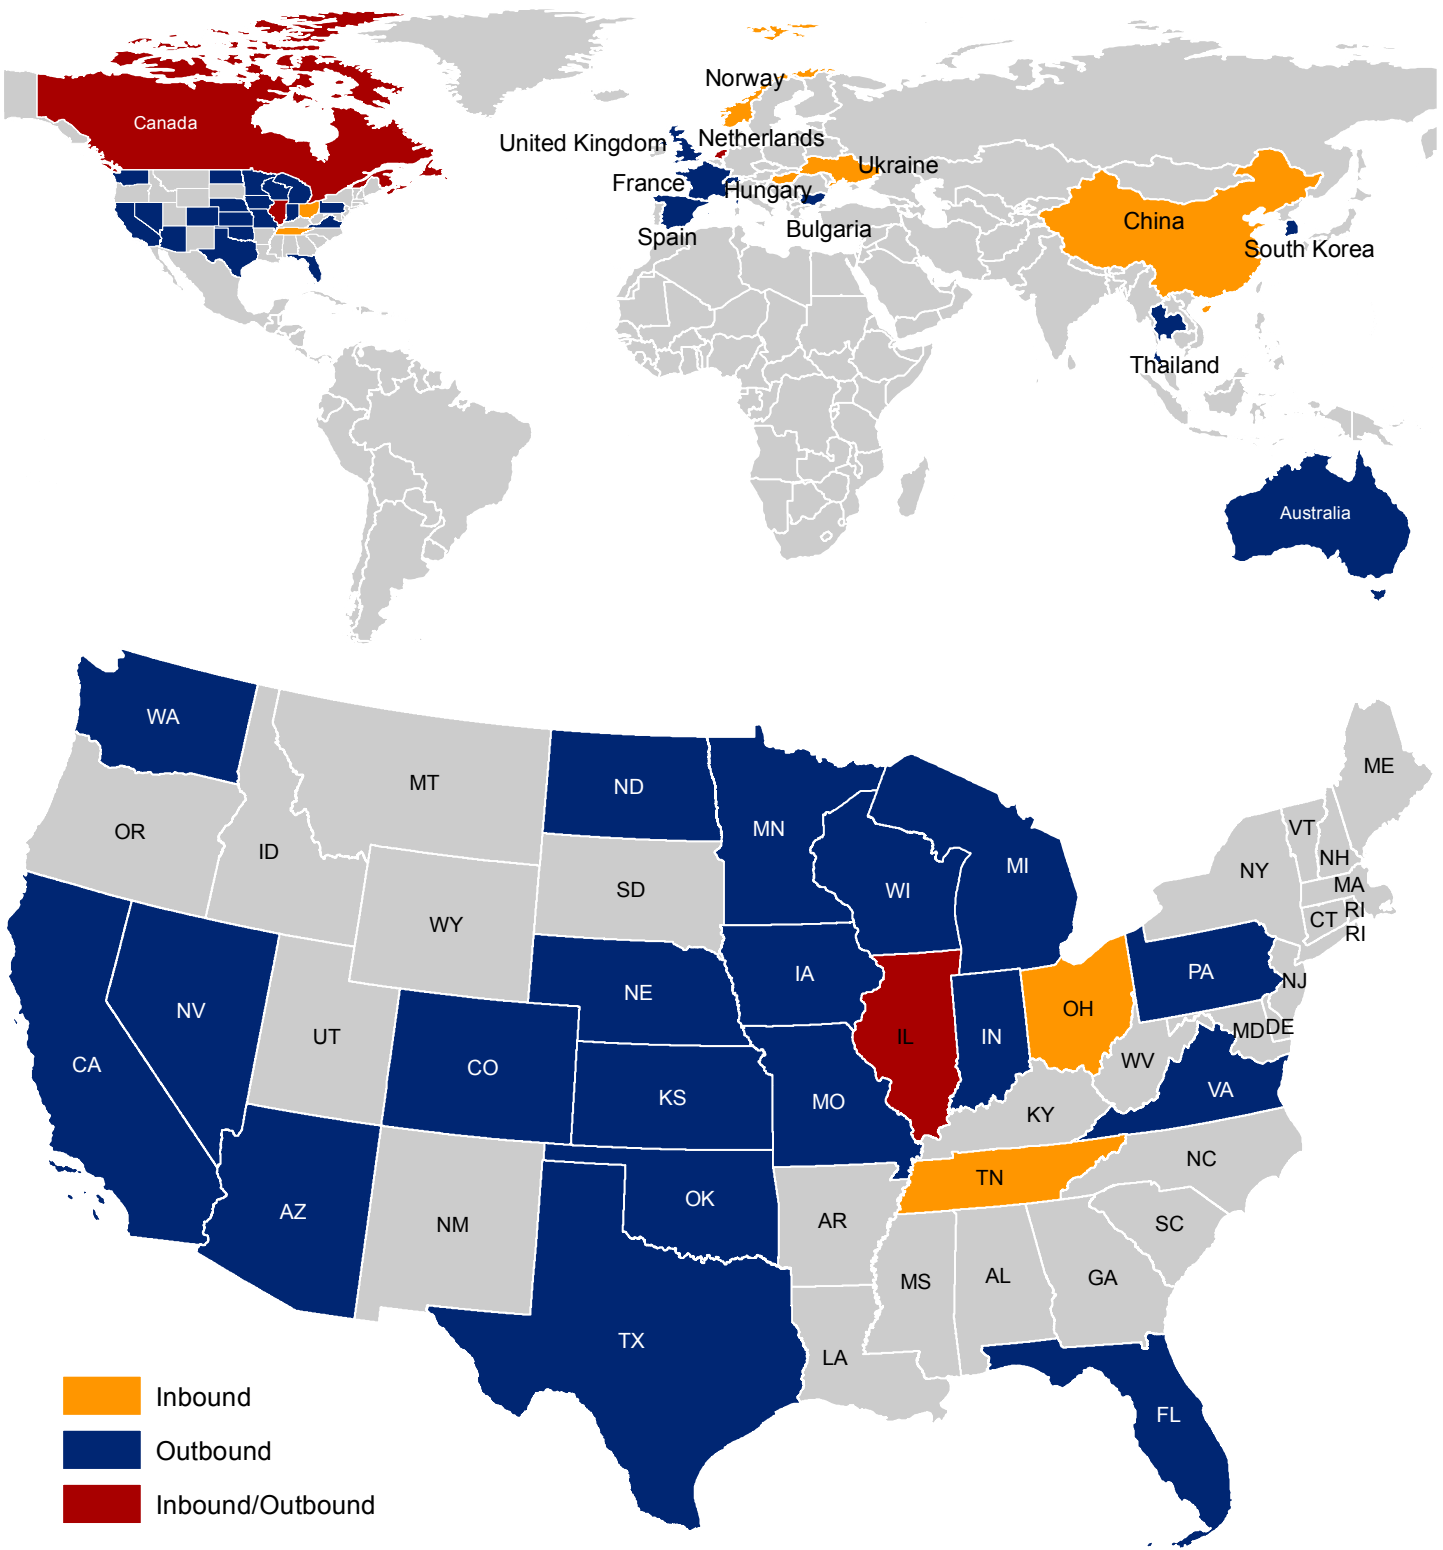 Norway
Canada
United Kingdom
Netherlands
Ukraine
France
Hungary
China
Spain
Bulgaria
South Korea
Thailand
Australia
WA
MT
ND
ME
OR
MN
VT
ID
NH
MI
NY
SD
WI
MA
RI
CT
WY
RI
IA
PA
NJ
NE
NV
OH
DE
MD
UT
IL
IN
WV
CA
CO
VA
KS
MO
KY
NC
TN
OK
AZ
AR
SC
NM
AL
GA
MS
TX
LA
Inbound
FL
Outbound
Inbound/Outbound